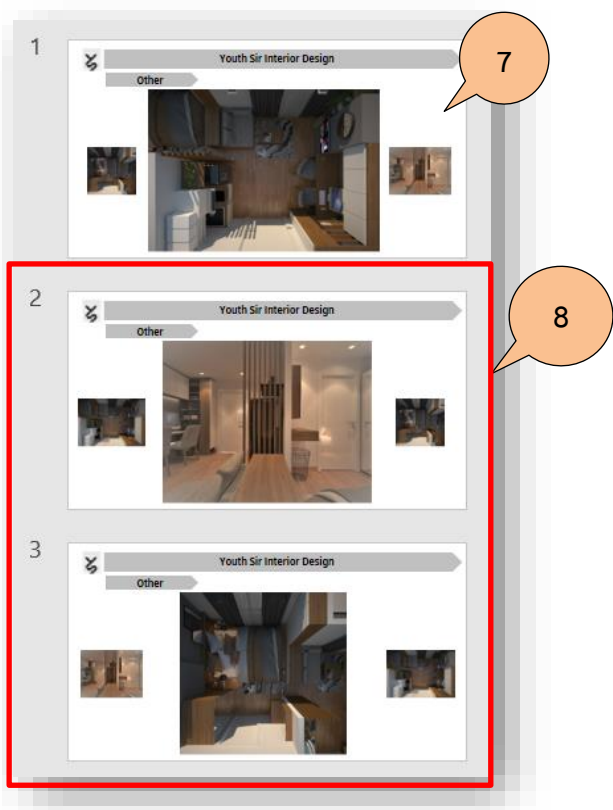 1
Youth Sir Interior Design
Other
7
2
Youth Sir Interior Design
Other
8
3
Youth Sir Interior Design
Other